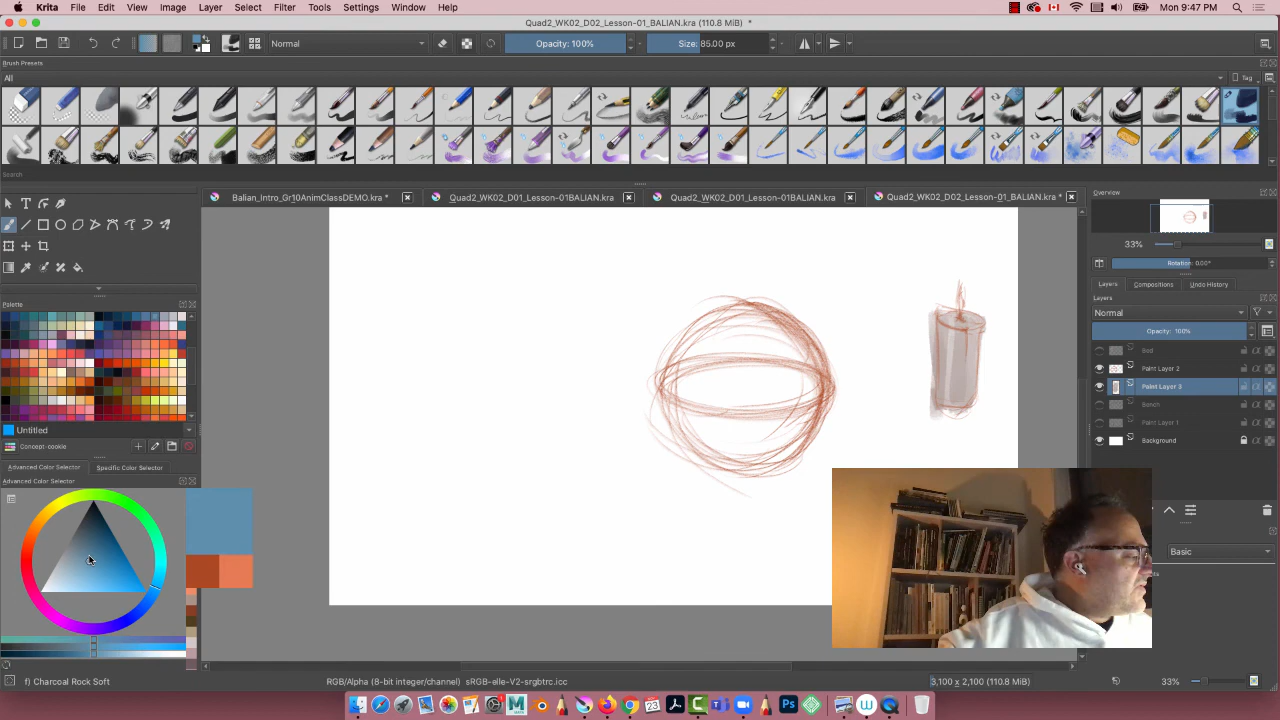 Krita File Edit View Image Layer Select Filter Tools Settings Window Help Mon 9:47 PM
Quad2_WK02_D02_Lesson-01_BALIAN.kra (110.8 MiB) *
Normal Opacity: 100% Size: 85.00 px
Brush Presets
All Tag
Search
Balian_Intro_Gr10AnimClassDEMO.kra * Quad2_WK02_D01_Lesson-01BALIAN.kra Quad2_WK02_D01_Lesson-01BALIAN.kra Quad2_WK02_D02_Lesson-01_BALIAN.kra *
Overview
33%
Rotation: 0.00°
Layers Compositions Undo History
Layers
Normal
Opacity: 100%
Bed
Paint Layer 2
Paint Layer 3
Bench
Paint Layer 1
Background
Palette
Untitled
Concept-cookie
Advanced Color Selector Specific Color Selector
Advanced Color Selector
Basic
f) Charcoal Rock Soft RGB/Alpha (8-bit integer/channel) sRGB-elle-V2-srgbtrc.icc 3,100 x 2,100 (110.8 MiB) 33%